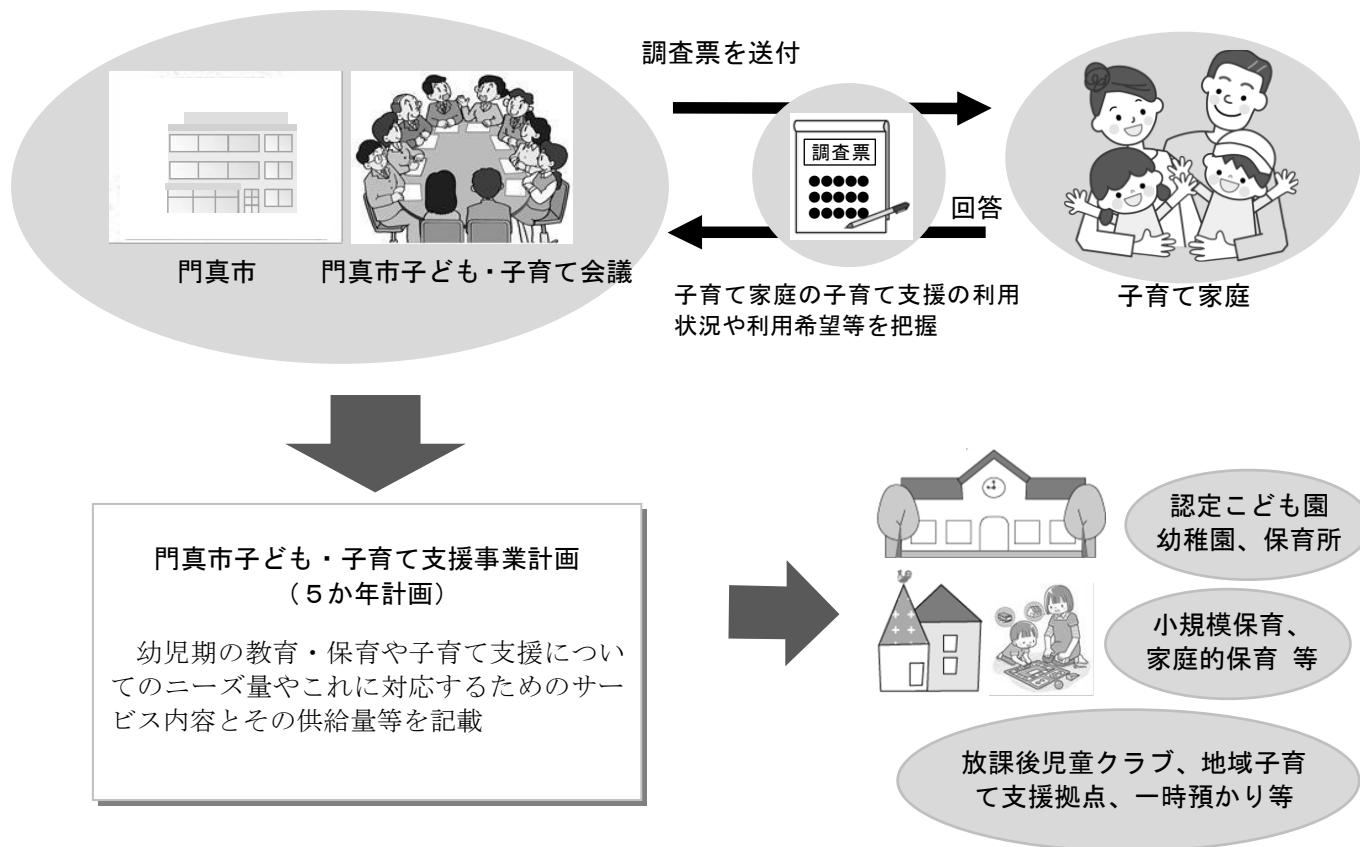 調査票を送付
調査票
回答
門真市
門真市子ども・子育て会議
子育て家庭の子育て支援の利用
状況や利用希望等を把握
子育て家庭
門真市子ども・子育て支援事業計画
（５か年計画）
幼児期の教育・保育や子育て支援につい
てのニーズ量やこれに対応するためのサー
ビス内容とその供給量等を記載
認定こども園
幼稚園、保育所
小規模保育、
家庭的保育 等
放課後児童クラブ、地域子育
て支援拠点、一時預かり等